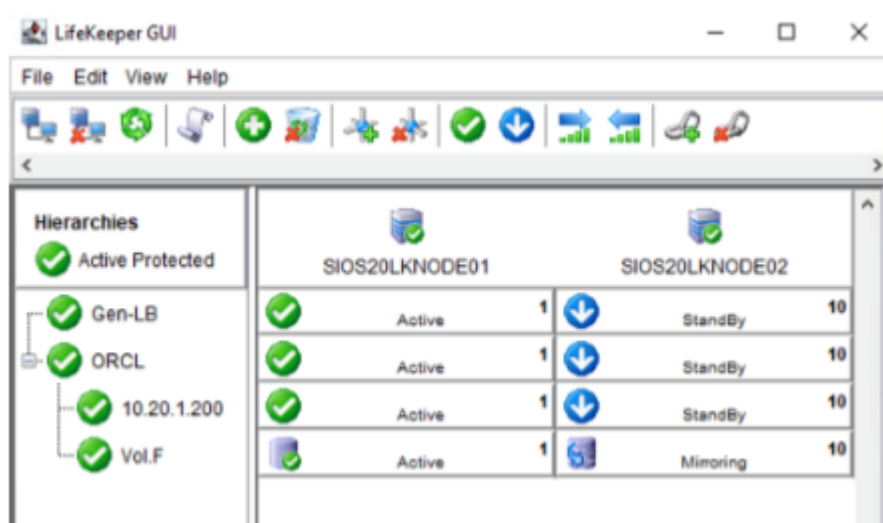 LifeKeeper GUI
File Edit View Help
Hierarchies
Active Protected
SIOS20LKNODE01 SIOS20LKNODE02
Gen-LB Active 1 StandBy 10
ORCL Active 1 StandBy 10
10.20.1.200 Active 1 StandBy 10
Vol.F Active 1 Mirroring 10